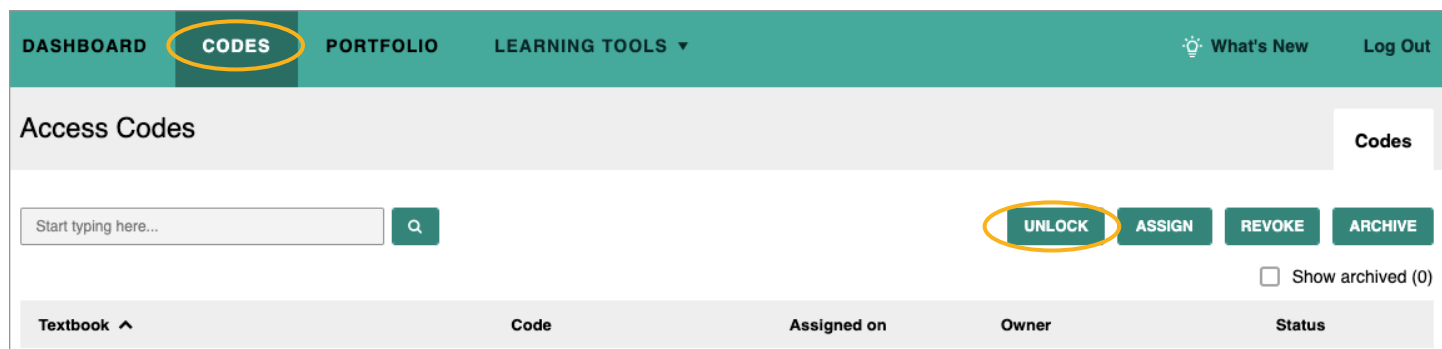 DASHBOARD CODES PORTFOLIO LEARNING TOOLS ▼ What's New Log Out
Access Codes
Codes
Start typing here... UNLOCK ASSIGN REVOKE ARCHIVE
Show archived (0)
Textbook Code Assigned on Owner Status